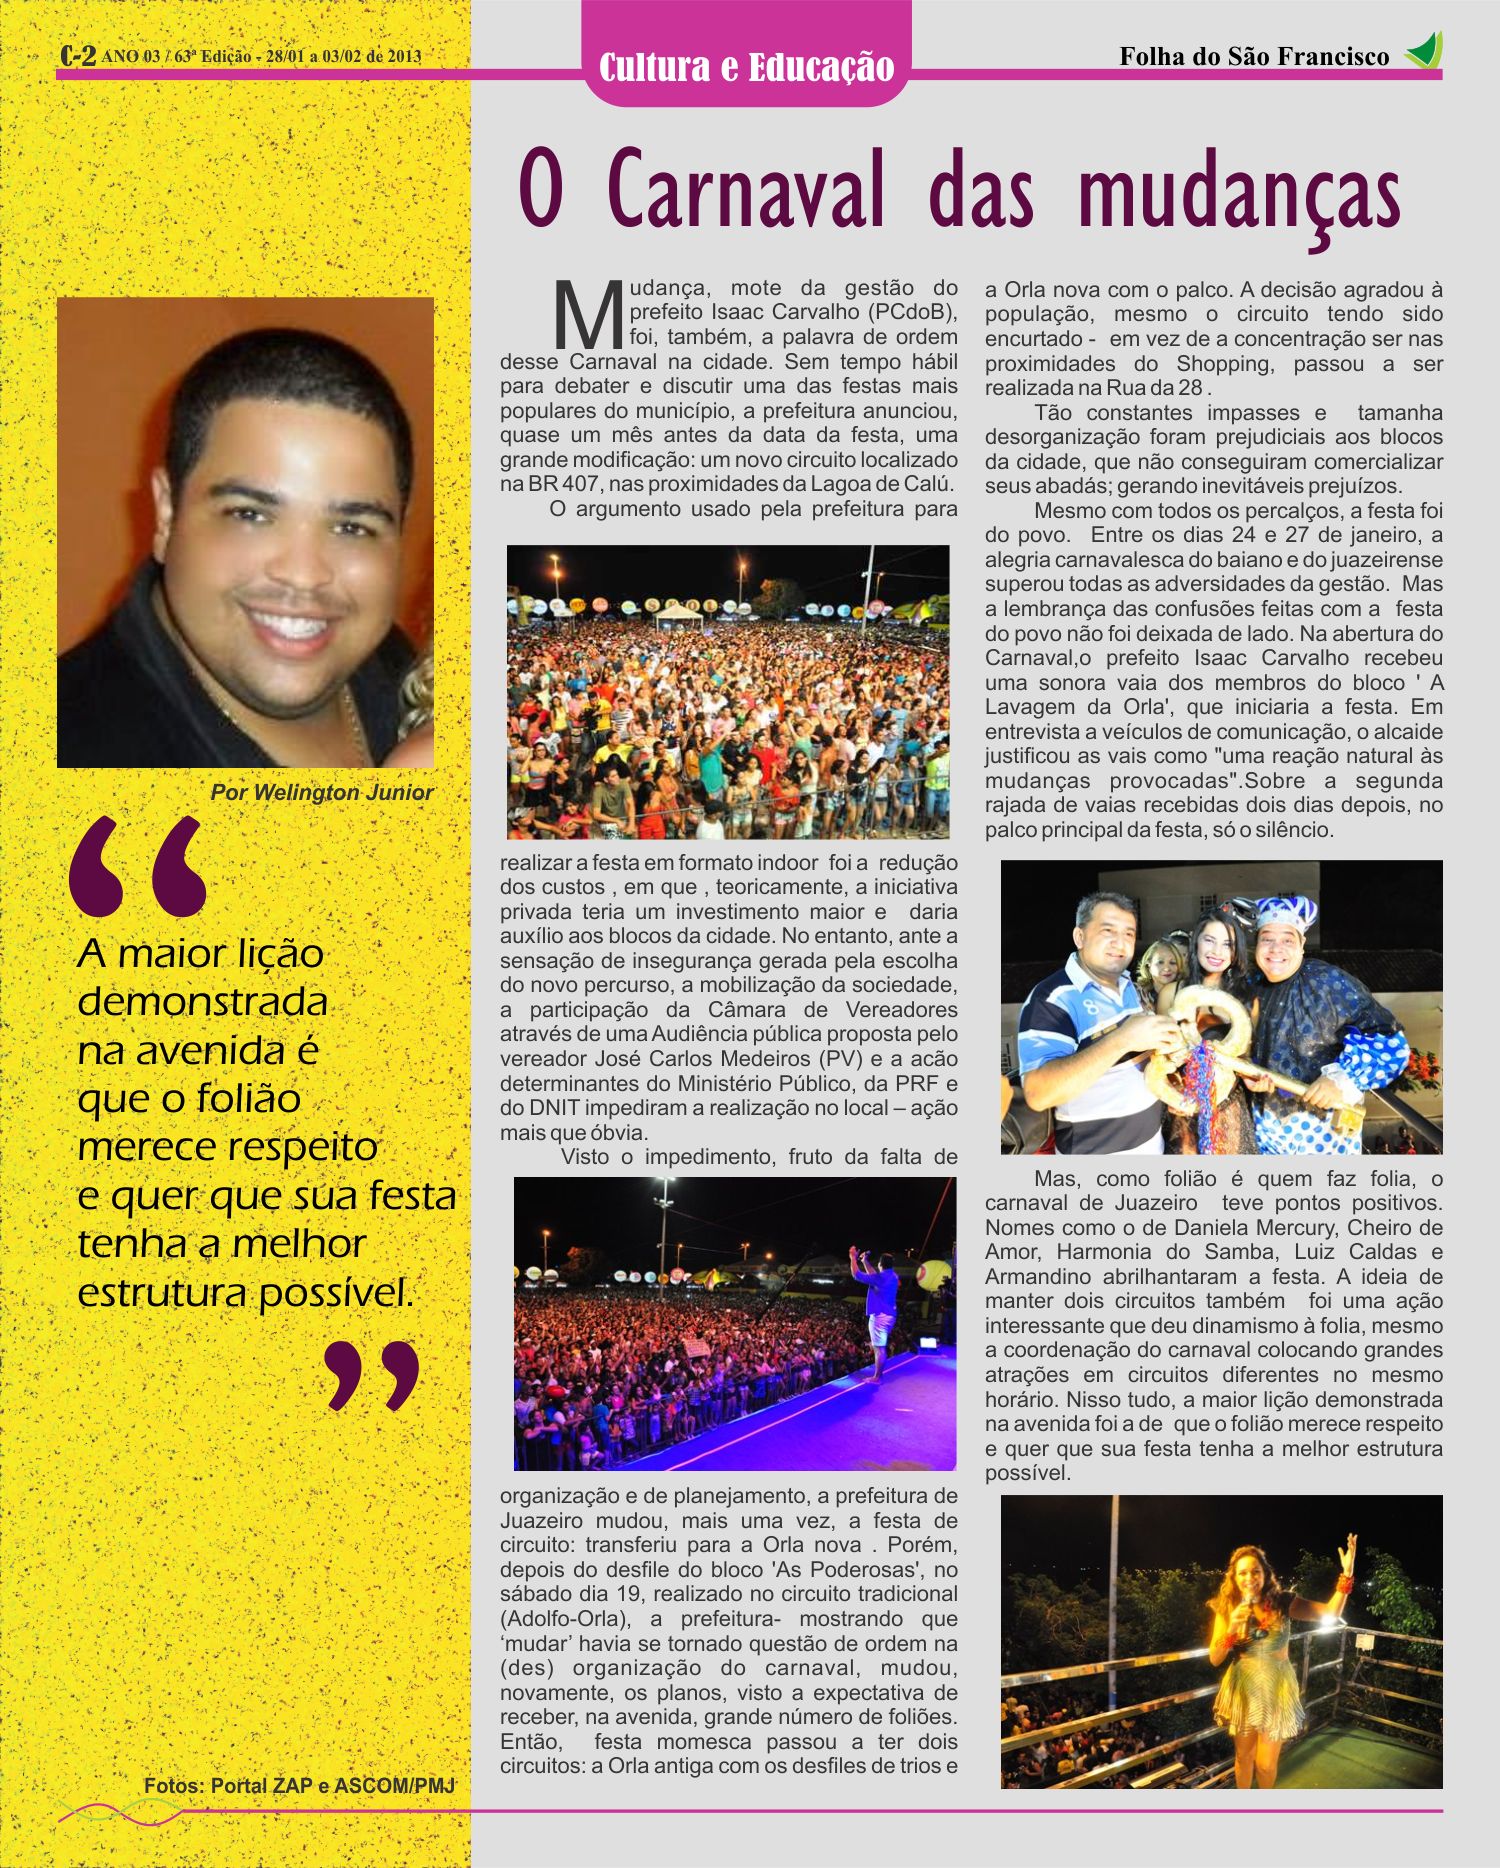 C-2 ANO 03 / 63ª Edição - 28/01 a 03/02 de 2013
Cultura e Educação
Folha do São Francisco
O Carnaval das mudanças
Por Welington Junior
“
A maior lição
demonstrada
na avenida é
que o folião
merece respeito
e quer que sua festa
tenha a melhor
estrutura possível.
”
Fotos: Portal ZAP e ASCOM/PMJ
Mudança, mote da gestão do
prefeito Isaac Carvalho (PCdoB),
foi, também, a palavra de ordem
desse Carnaval na cidade. Sem tempo hábil
para debater e discutir uma das festas mais
populares do município, a prefeitura anunciou,
quase um mês antes da data da festa, uma
grande modificação: um novo circuito localizado
na BR 407, nas proximidades da Lagoa de Calú.
O argumento usado pela prefeitura para
realizar a festa em formato indoor foi a redução
dos custos , em que , teoricamente, a iniciativa
privada teria um investimento maior e daria
auxílio aos blocos da cidade. No entanto, ante a
sensação de insegurança gerada pela escolha
do novo percurso, a mobilização da sociedade,
a participação da Câmara de Vereadores
através de uma Audiência pública proposta pelo
vereador José Carlos Medeiros (PV) e a acão
determinantes do Ministério Público, da PRF e
do DNIT impediram a realização no local – ação
mais que óbvia.
Visto o impedimento, fruto da falta de
organização e de planejamento, a prefeitura de
Juazeiro mudou, mais uma vez, a festa de
circuito: transferiu para a Orla nova . Porém,
depois do desfile do bloco 'As Poderosas', no
sábado dia 19, realizado no circuito tradicional
(Adolfo-Orla), a prefeitura- mostrando que
‘mudar’ havia se tornado questão de ordem na
(des) organização do carnaval, mudou,
novamente, os planos, visto a expectativa de
receber, na avenida, grande número de foliões.
Então, festa momesca passou a ter dois
circuitos: a Orla antiga com os desfiles de trios e
a Orla nova com o palco. A decisão agradou à
população, mesmo o circuito tendo sido
encurtado - em vez de a concentração ser nas
proximidades do Shopping, passou a ser
realizada na Rua da 28 .
Tão constantes impasses e tamanha
desorganização foram prejudiciais aos blocos
da cidade, que não conseguiram comercializar
seus abadás; gerando inevitáveis prejuízos.
Mesmo com todos os percalços, a festa foi
do povo. Entre os dias 24 e 27 de janeiro, a
alegria carnavalesca do baiano e do juazeirense
superou todas as adversidades da gestão. Mas
a lembrança das confusões feitas com a festa
do povo não foi deixada de lado. Na abertura do
Carnaval,o prefeito Isaac Carvalho recebeu
uma sonora vaia dos membros do bloco ' A
Lavagem da Orla', que iniciaria a festa. Em
entrevista a veículos de comunicação, o alcaide
justificou as vais como "uma reação natural às
mudanças provocadas".Sobre a segunda
rajada de vaias recebidas dois dias depois, no
palco principal da festa, só o silêncio.
Mas, como folião é quem faz folia, o
carnaval de Juazeiro teve pontos positivos.
Nomes como o de Daniela Mercury, Cheiro de
Amor, Harmonia do Samba, Luiz Caldas e
Armandino abrilhantaram a festa. A ideia de
manter dois circuitos também foi uma ação
interessante que deu dinamismo à folia, mesmo
a coordenação do carnaval colocando grandes
atrações em circuitos diferentes no mesmo
horário. Nisso tudo, a maior lição demonstrada
na avenida foi a de que o folião merece respeito
e quer que sua festa tenha a melhor estrutura
possível.